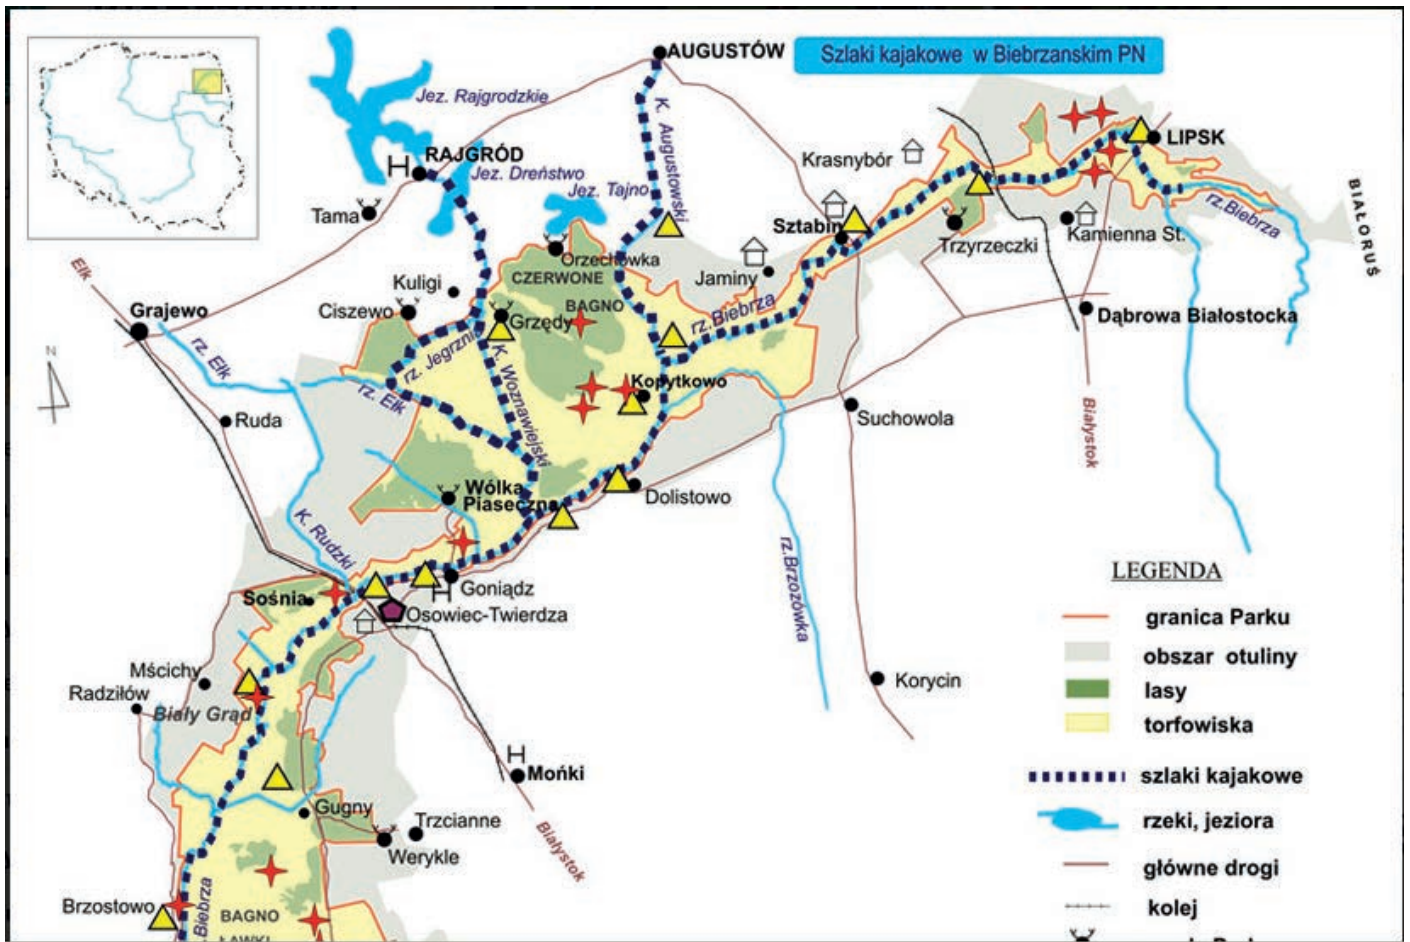 Szlaki kajakowe w Biebrzanskim PN
AUGUSTÓW
Jez. Rajgrodzkie
K. Augustowski
RAJGRÓD
Jez. Dreństwo
Jez. Tajno
Krasnybór
LIPSK
Tama
Sztabin
rz.Biebrza
BIAŁORUŚ
Trzyrzeczki
Kamienna St.
Orzechówka
CZERWONE
BAGNO
Jaminy
Ełk
Kuligi
Ciszewo
Grzędy
rz.Biebrza
Grajewo
Dąbrowa Białostocka
N
rz. Ełk
rz. Jegrznia
K. Woznawiejski
rz. Ełk
Kopytkowo
Ruda
Suchowola
Białystok
Wólka
Piaseczna
Dolistowo
K. Rudzki
rz.Brzozówka
Goniądz
Sośnia
Osowiec-Twierdza
Mścichy
Radziłów
Biały Grąd
Korycin
Mońki
Gugny
Trzcianne
Werykle
Białystok
Brzostowo
.Biebrza
BAGNO
ŁAWKI
LEGENDA
granica Parku
obszar otuliny
lasy
torfowiska
szlaki kajakowe
rzeki, jeziora
główne drogi
kolej